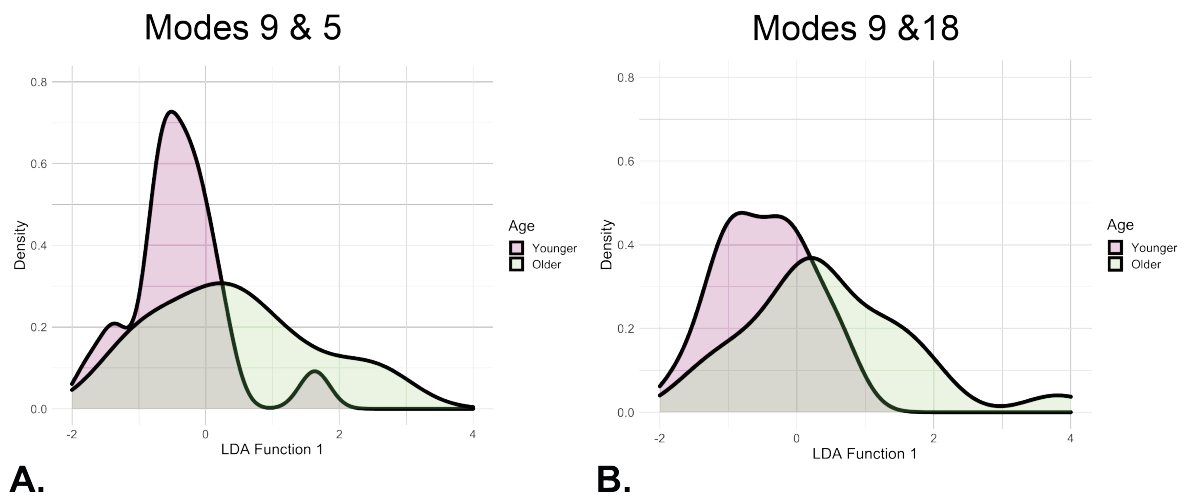 Modes 9 & 5
0.8
0.6
0.4
0.2
0.0
Density
-2
0
2
4
LDA Function 1
Age
Younger
Older
A.
Modes 9 &18
0.8
0.6
0.4
0.2
0.0
Density
-2
0
2
4
LDA Function 1
Age
Younger
Older
B.